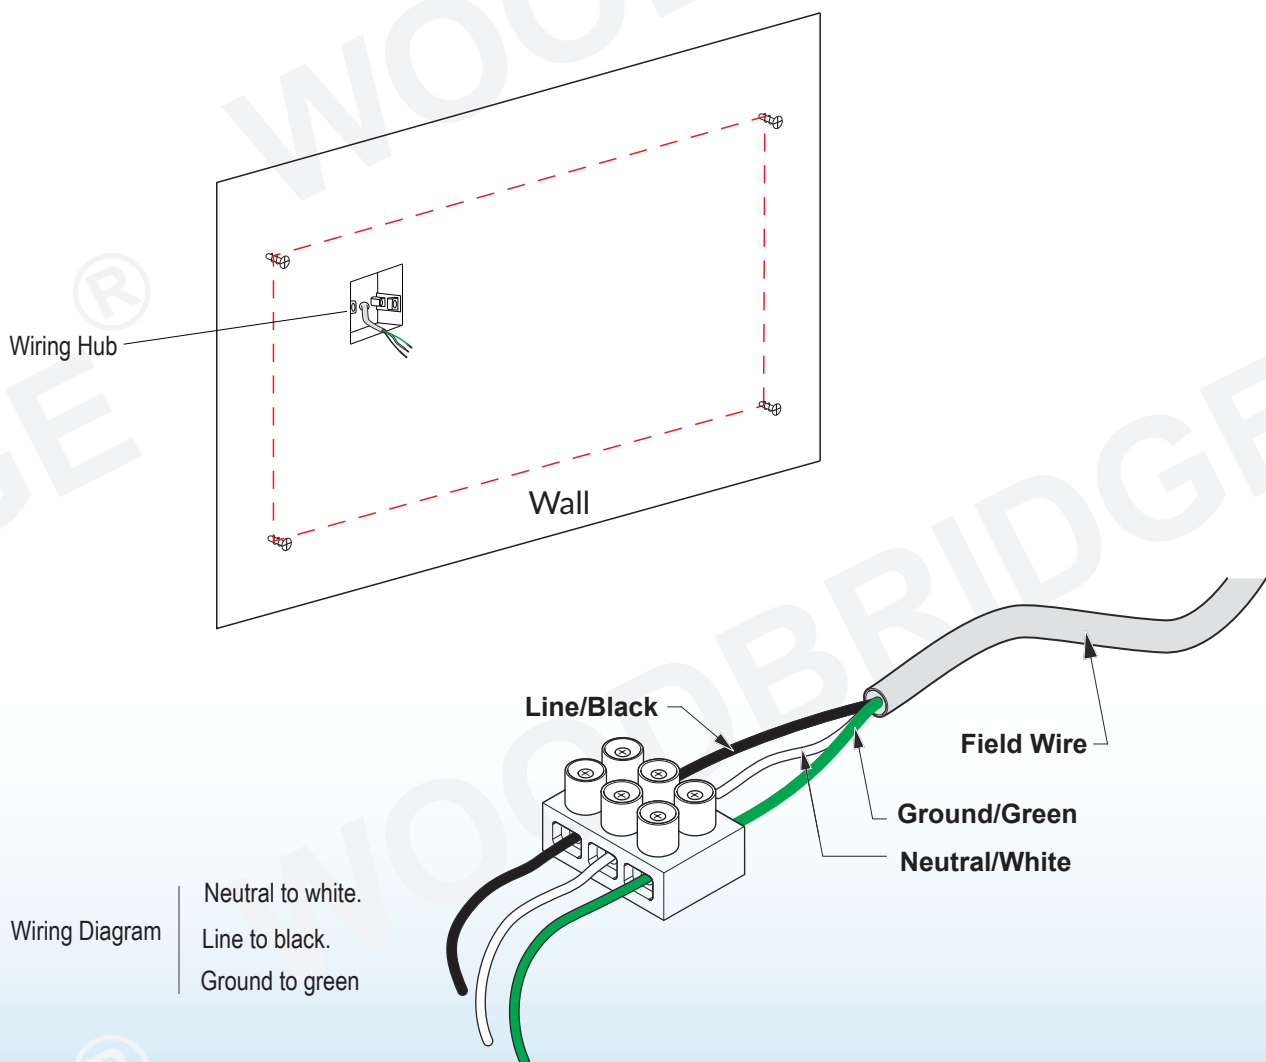 WOODBRIDGE
®
Wiring Hub
Wall
WOODBRIDGE
Line/Black
Field Wire
Ground/Green
Neutral/White
Wiring Diagram
Neutral to white.
Line to black.
Ground to green
®